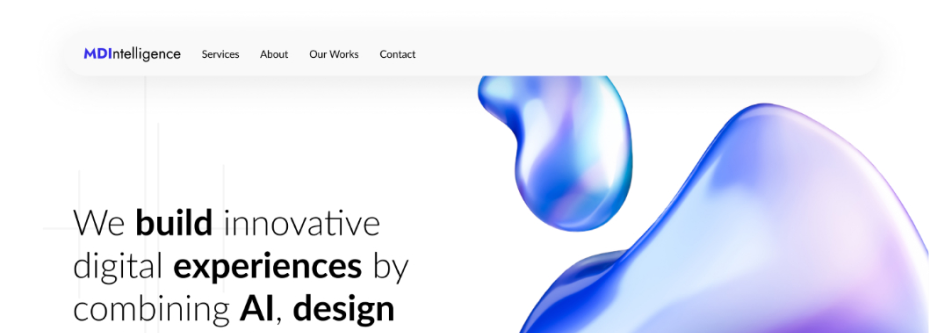 MDIntelligence Services About Our Works Contact
We build innovative
digital experiences by
combining AI, design